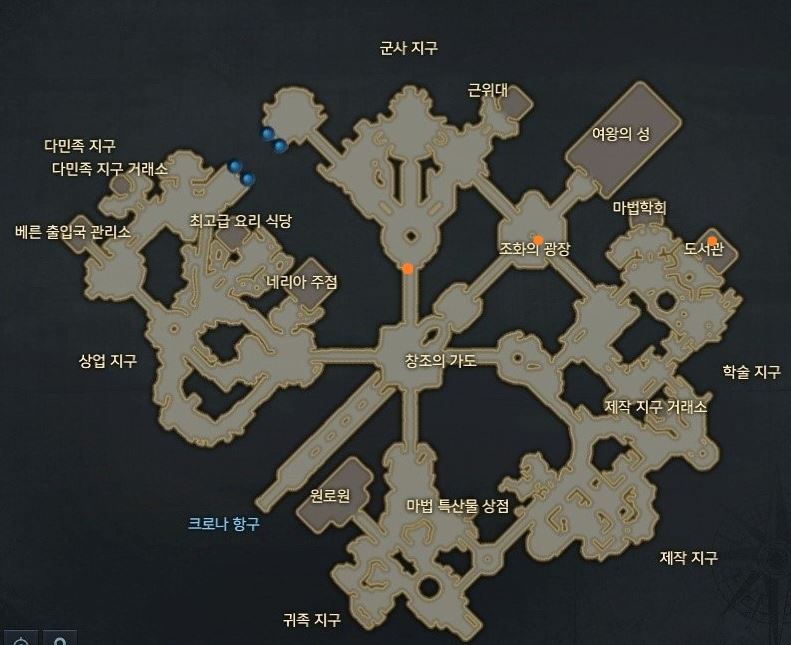 군사 지구
근위대
여왕의 성
다민족 지구
다민족 지구 거래소
마법학회
최고급 요리 식당
베른 출입국 관리소
조화의 광장
도서관
네리아 주점
상업 지구
창조의 가도
학술 지구
제작 지구 거래소
원로원
마법 특산물 상점
크로나 항구
제작 지구
귀족 지구